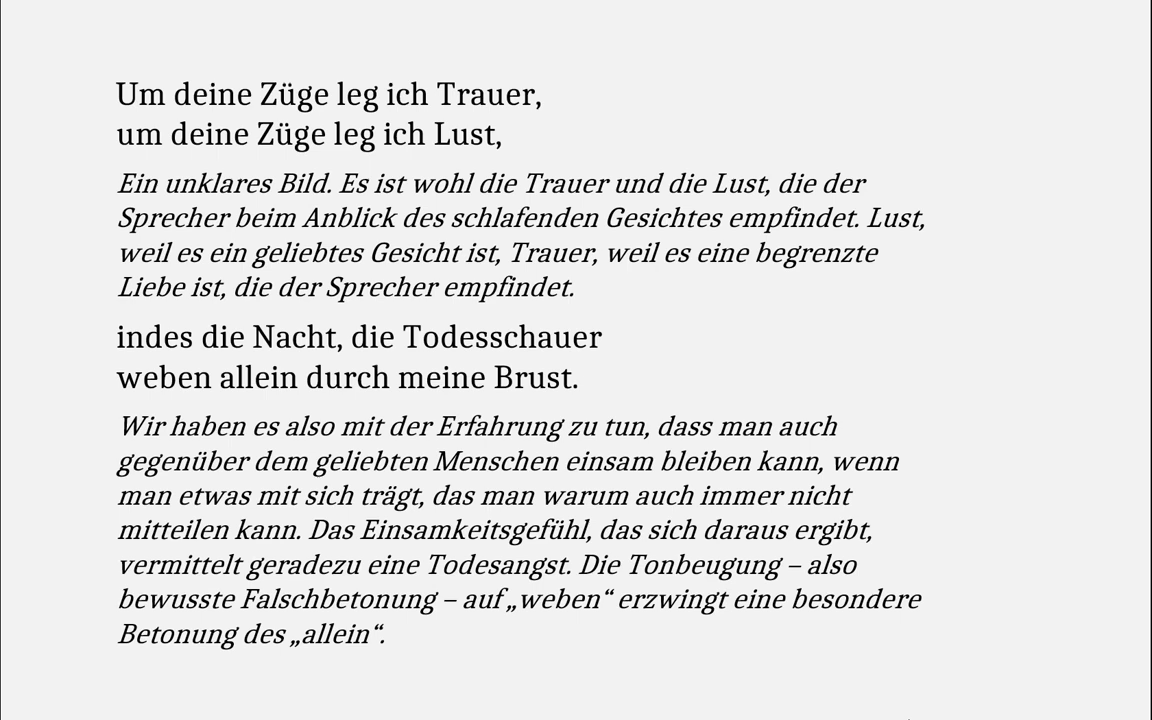 Um deine Züge leg ich Trauer,
um deine Züge leg ich Lust,
Ein unklares Bild. Es ist wohl die Trauer und die Lust, die der
Sprecher beim Anblick des schlafenden Gesichtes empfindet. Lust,
weil es ein geliebtes Gesicht ist, Trauer, weil es eine begrenzte
Liebe ist, die der Sprecher empfindet.
indes die Nacht, die Todesschauer
weben allein durch meine Brust.
Wir haben es also mit der Erfahrung zu tun, dass man auch
gegenüber dem geliebten Menschen einsam bleiben kann, wenn
man etwas mit sich trägt, das man warum auch immer nicht
mitteilen kann. Das Einsamkeitsgefühl, das sich daraus ergibt,
vermittelt geradezu eine Todesangst. Die Tonbeugung – also
bewusste Falschbetonung – auf „weben“ erzwingt eine besondere
Betonung des „allein“.